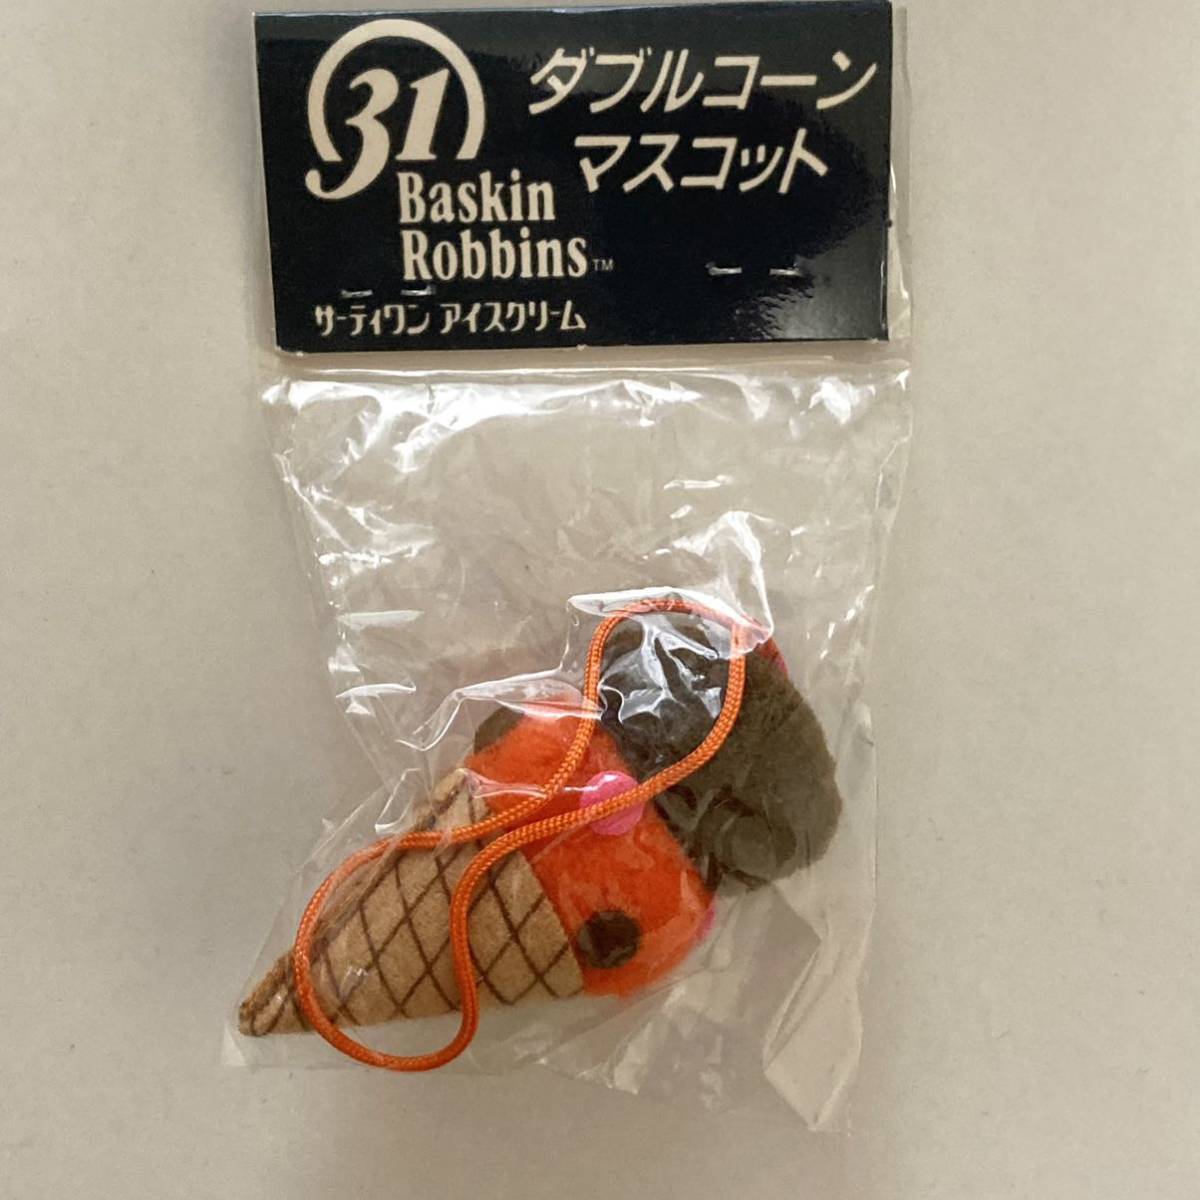 31
ダブルコーン
マスコット
Baskin
Robbins™
サーティワン アイスクリーム